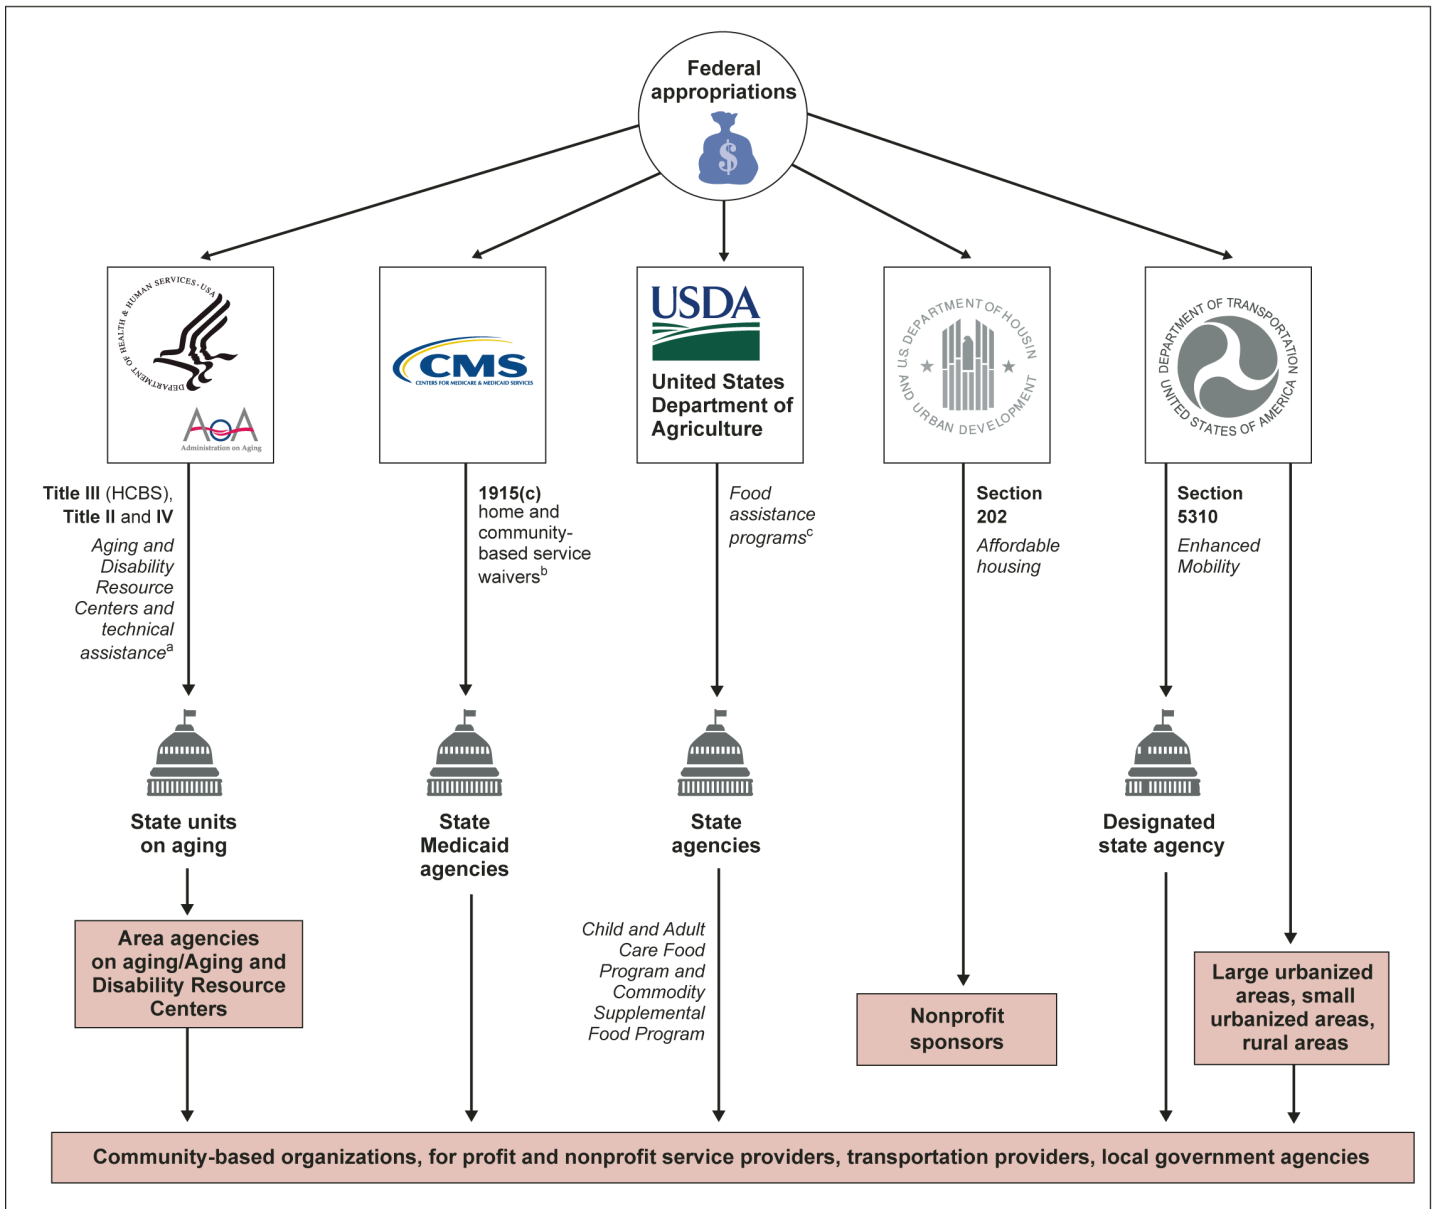 Federal
appropriations
$
DEPARTMENT OF HEALTH & HUMAN SERVICES • USA
AoA
Administration on Aging
CMS
CENTERS FOR MEDICARE & MEDICAID SERVICES
USDA
United States
Department of
Agriculture
U.S. DEPARTMENT OF HOUSIN
AND URBAN DEVELOPMENT
DEPARTMENT OF TRANSPORTATION
UNITED STATES OF AMERICA
Title III (HCBS),
Title II and IV
Aging and
Disability
Resource
Centers and
technical
assistanceᵃ
1915(c)
home and
community-
based service
waiversᵇ
Food
assistance
programsᶜ
Section
202
Affordable
housing
Section
5310
Enhanced
Mobility
State units
on aging
State
Medicaid
agencies
State
agencies
Designated
state agency
Area agencies
on aging/Aging and
Disability Resource
Centers
Child and Adult
Care Food
Program and
Commodity
Supplemental
Food Program
Nonprofit
sponsors
Large urbanized
areas, small
urbanized areas,
rural areas
Community-based organizations, for profit and nonprofit service providers, transportation providers, local government agencies